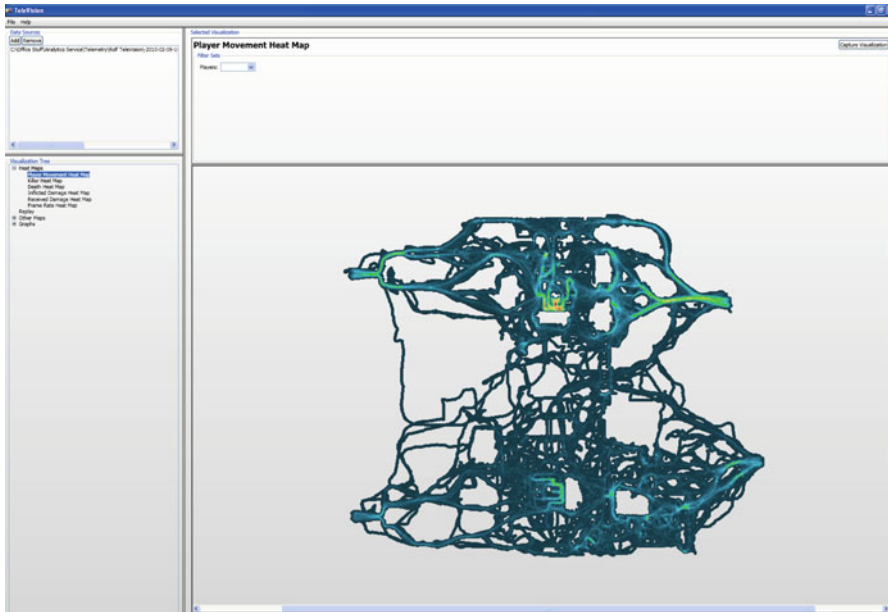 TeleVision
File Help
Data Sources
Add Remove
Selected Visualization
Player Movement Heat Map
Capture Visualization
Filter Sets
Players:
Visualization Tree
Heat Maps
Player Movement Heat Map
Killer Heat Map
Death Heat Map
Inflicted Damage Heat Map
Received Damage Heat Map
Frame Rate Heat Map
Replay
Other Maps
Graphs